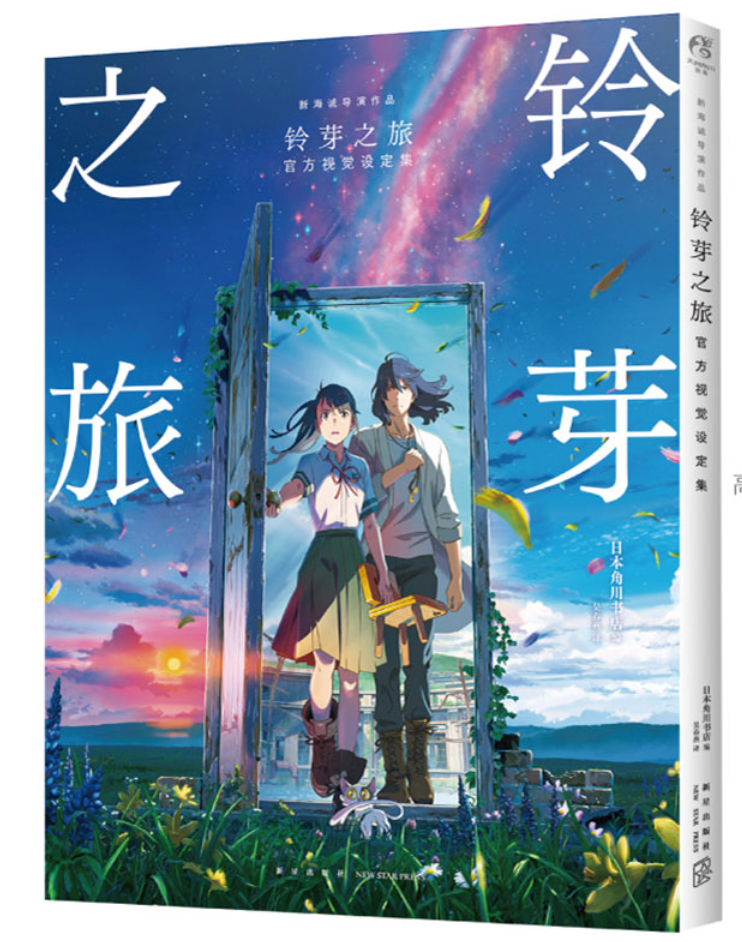 新海诚导演作品
铃芽之旅
官方视觉设定集
铃芽
之旅
日本角川书店 编
新星出版社 NEW STAR PRESS
新海诚导演作品
铃芽之旅
官方视觉设定集
日本角川书店 编
新星出版社
NEW STAR PRESS